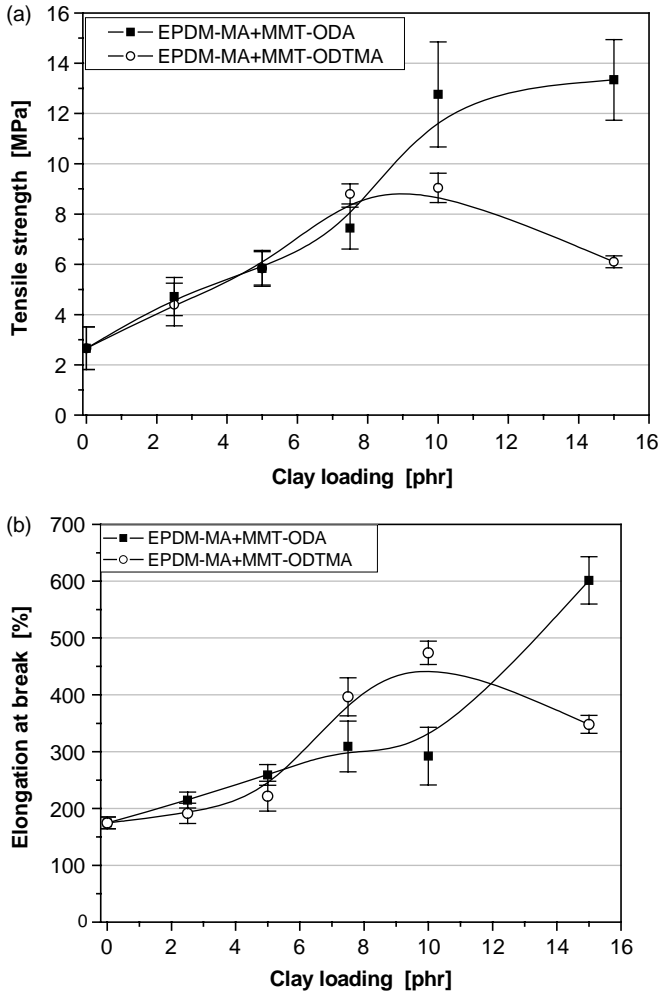 (a)
EPDM-MA+MMT-ODA
EPDM-MA+MMT-ODTMA
Tensile strength [MPa]
16
14
12
10
8
6
4
2
0
0 2 4 6 8 10 12 14 16
Clay loading [phr]
(b)
EPDM-MA+MMT-ODA
EPDM-MA+MMT-ODTMA
Elongation at break [%]
700
600
500
400
300
200
100
0
0 2 4 6 8 10 12 14 16
Clay loading [phr]